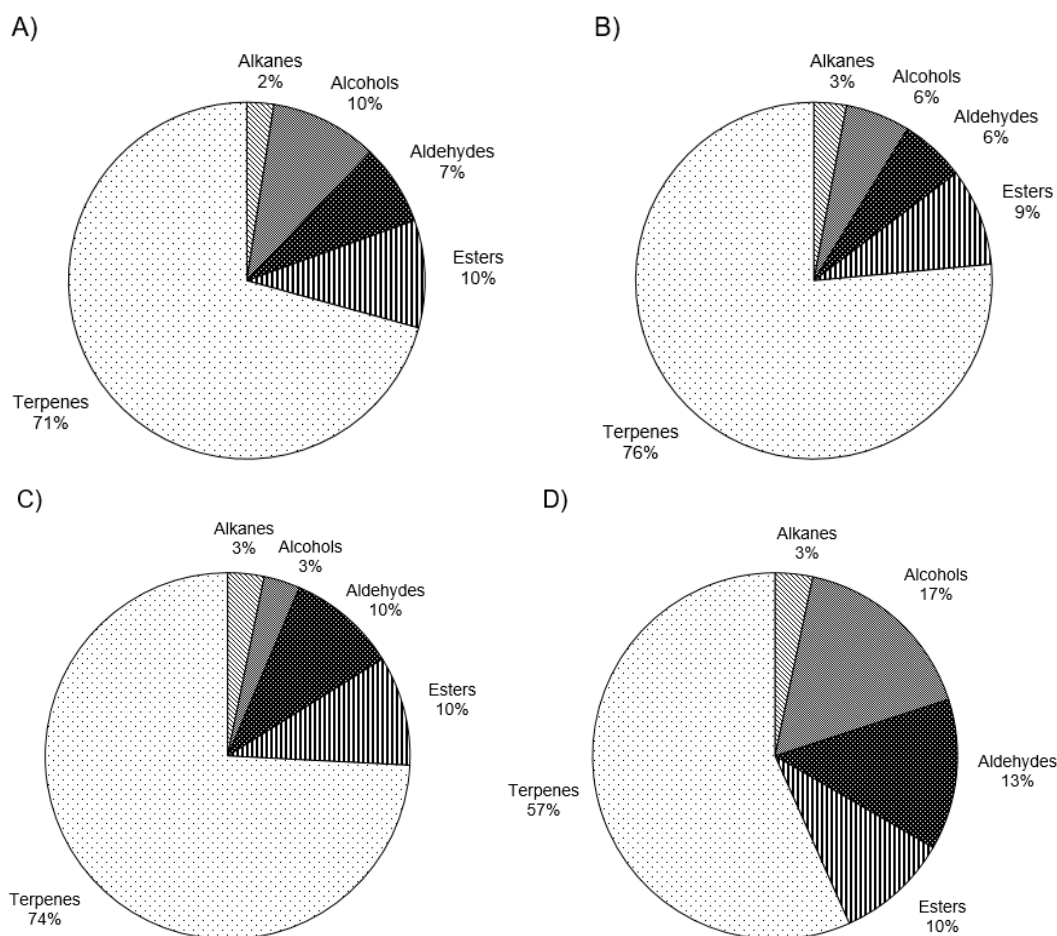 A)
Alkanes
2%
Alcohols
10%
Aldehydes
7%
Esters
10%
Terpenes
71%
B)
Alkanes
3%
Alcohols
6%
Aldehydes
6%
Esters
9%
Terpenes
76%
C)
Alkanes
3%
Alcohols
3%
Aldehydes
10%
Esters
10%
Terpenes
74%
D)
Alkanes
3%
Alcohols
17%
Aldehydes
13%
Esters
10%
Terpenes
57%